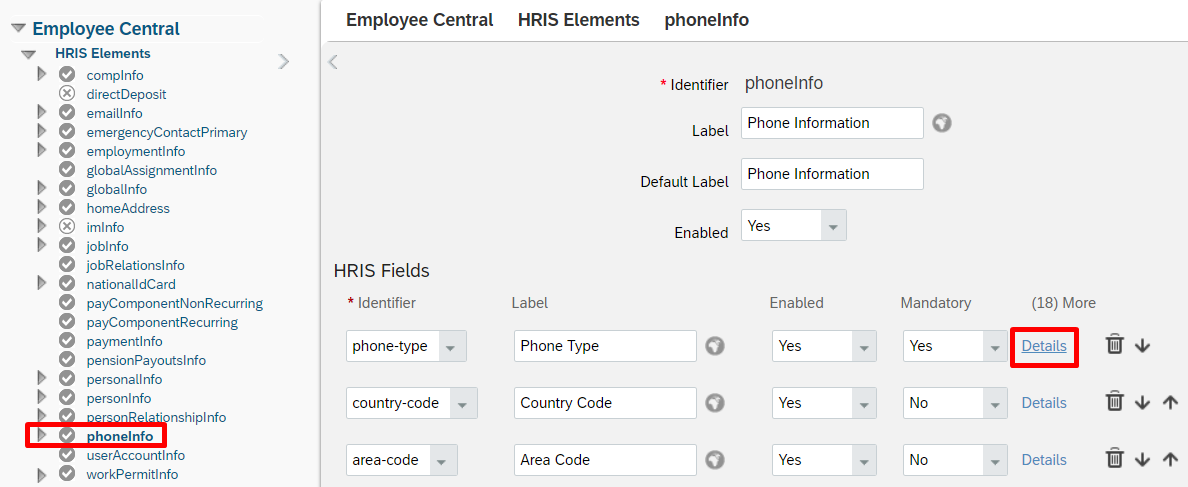 Employee Central
HRIS Elements
compInfo
directDeposit
emailInfo
emergencyContactPrimary
employmentInfo
globalAssignmentInfo
globalInfo
homeAddress
imInfo
jobInfo
jobRelationsInfo
nationalIdCard
payComponentNonRecurring
payComponentRecurring
paymentInfo
pensionPayoutsInfo
personalInfo
personInfo
personRelationshipInfo
phoneInfo
userAccountInfo
workPermitInfo
Employee Central HRIS Elements phoneInfo
* Identifier phoneInfo
Label Phone Information
Default Label Phone Information
Enabled Yes
HRIS Fields
* Identifier Label Enabled Mandatory (18) More
phone-type Phone Type Yes Yes Details
country-code Country Code Yes No Details
area-code Area Code Yes No Details